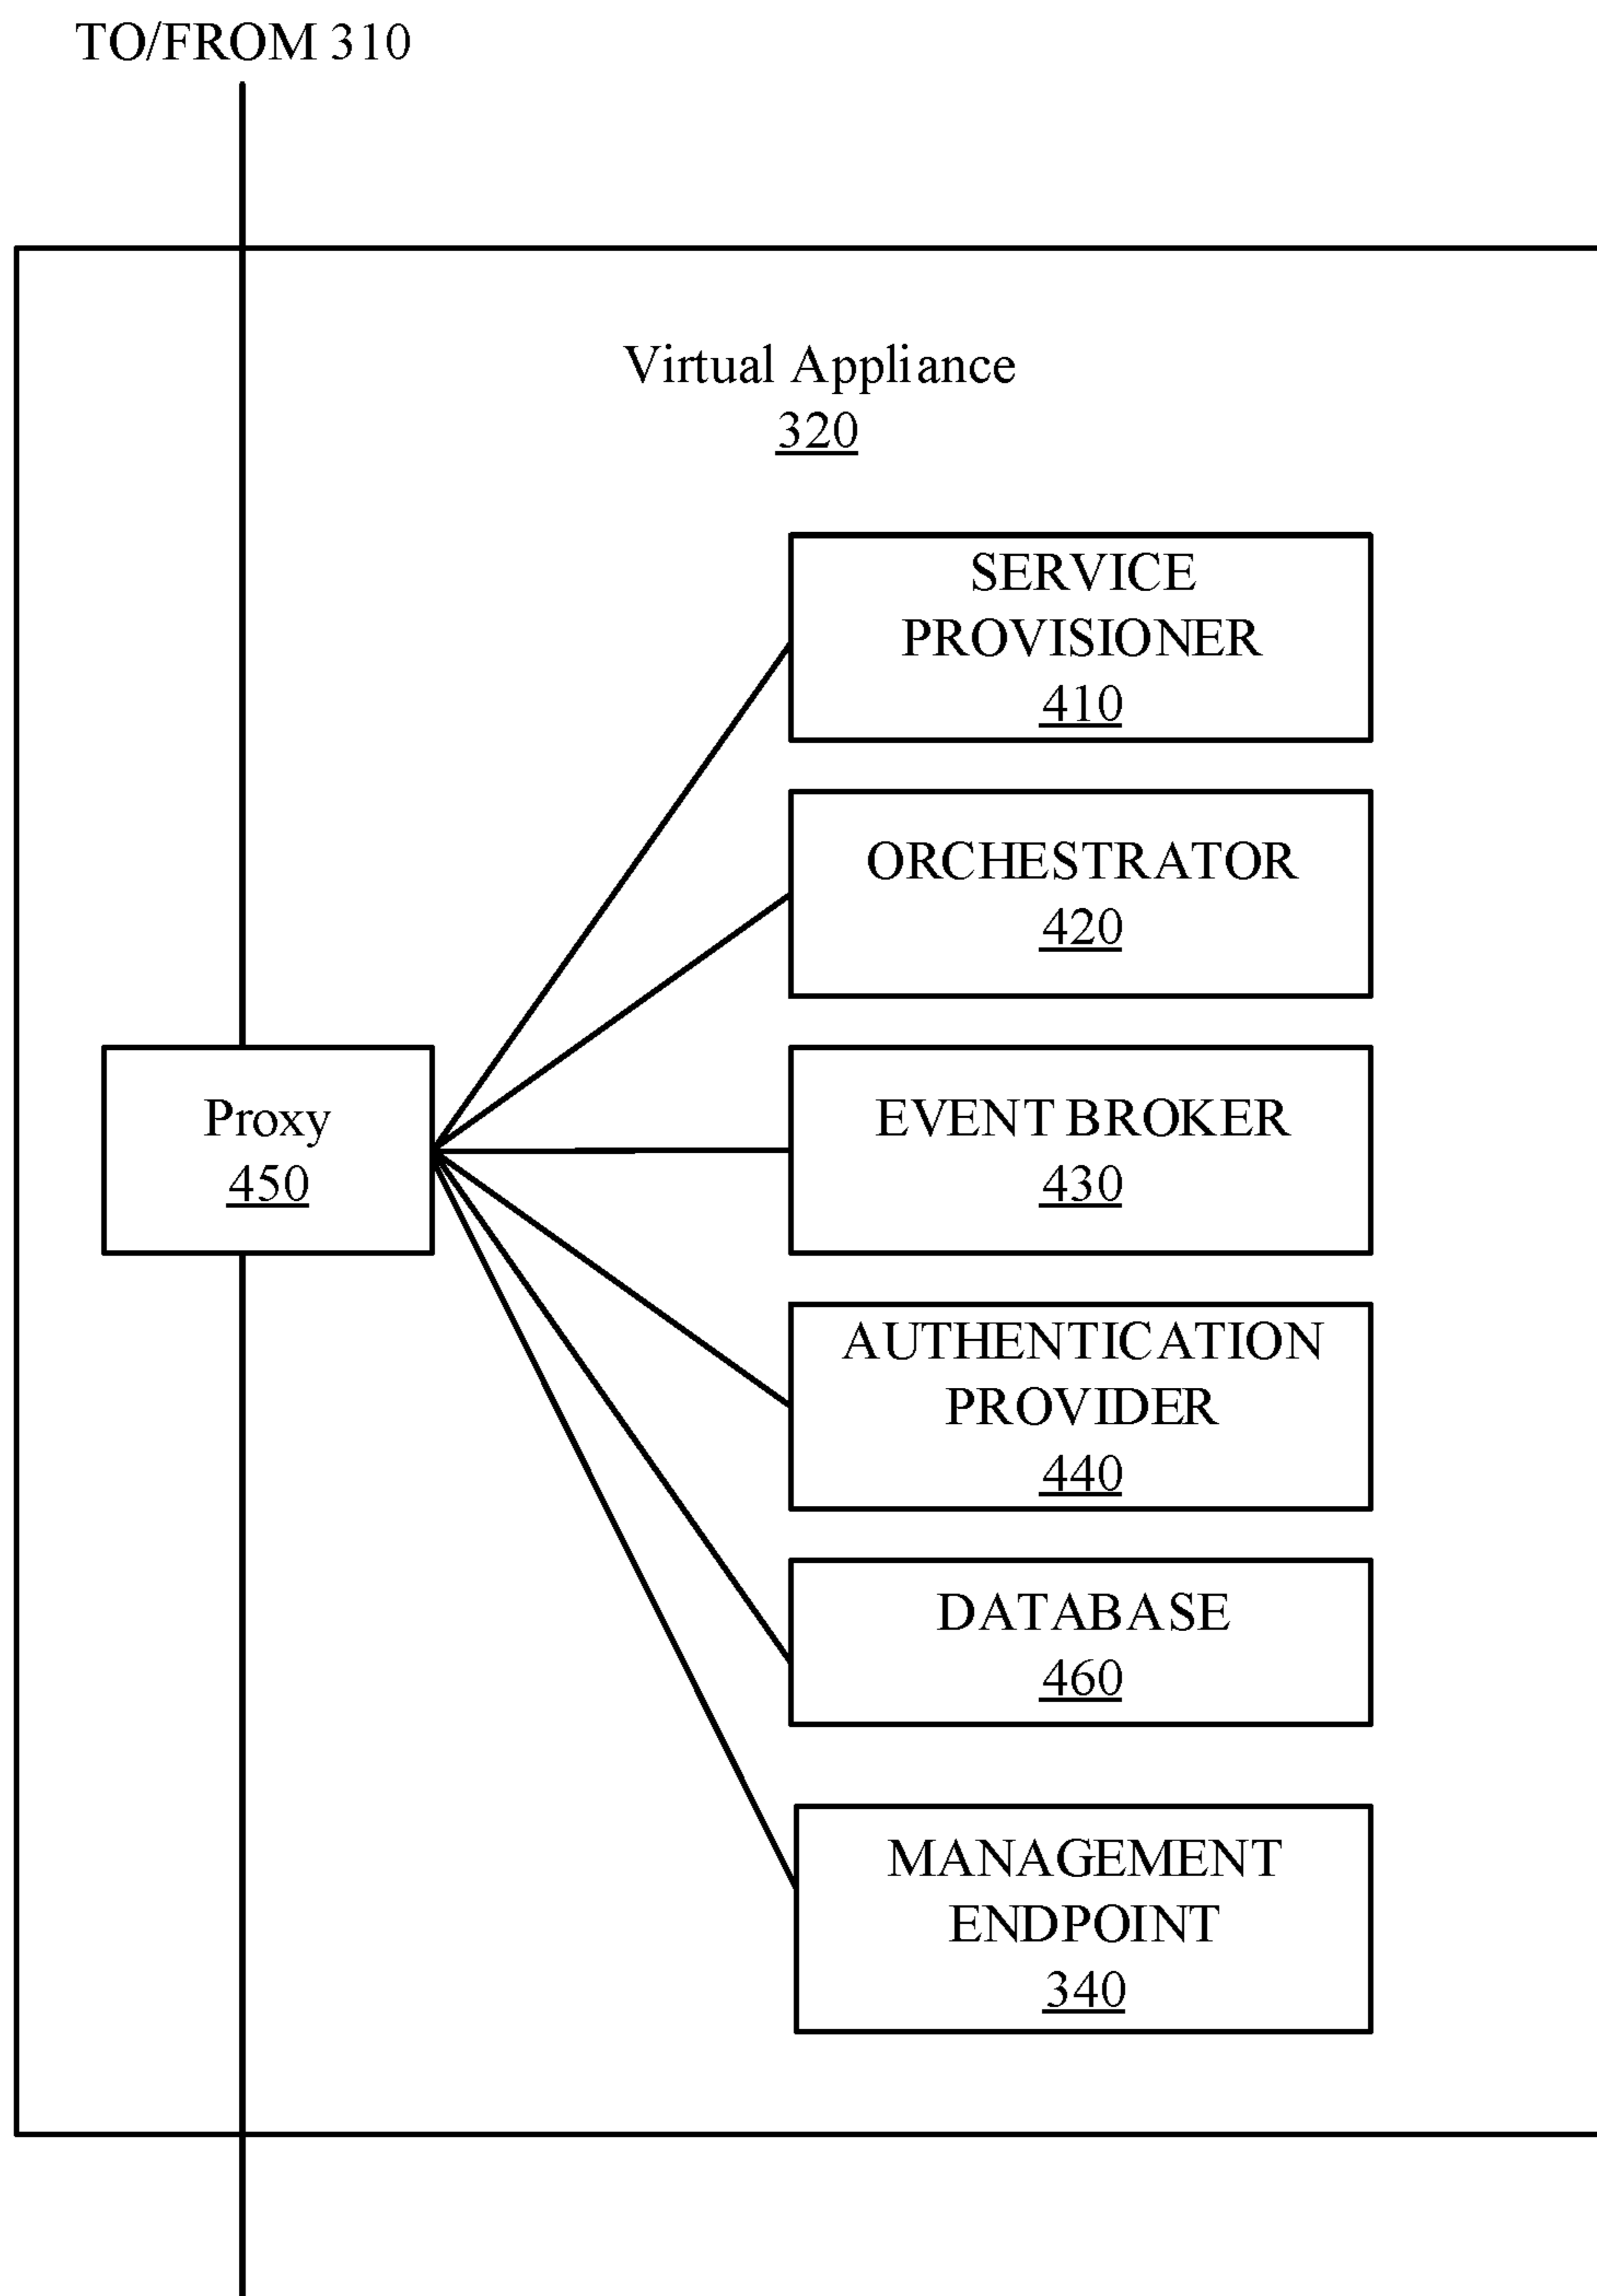 TO/FROM 310
Virtual Appliance
320
SERVICE
PROVISIONER
410
ORCHESTRATOR
420
Proxy
450
EVENT BROKER
430
AUTHENTICATION
PROVIDER
440
DATABASE
460
MANAGEMENT
ENDPOINT
340